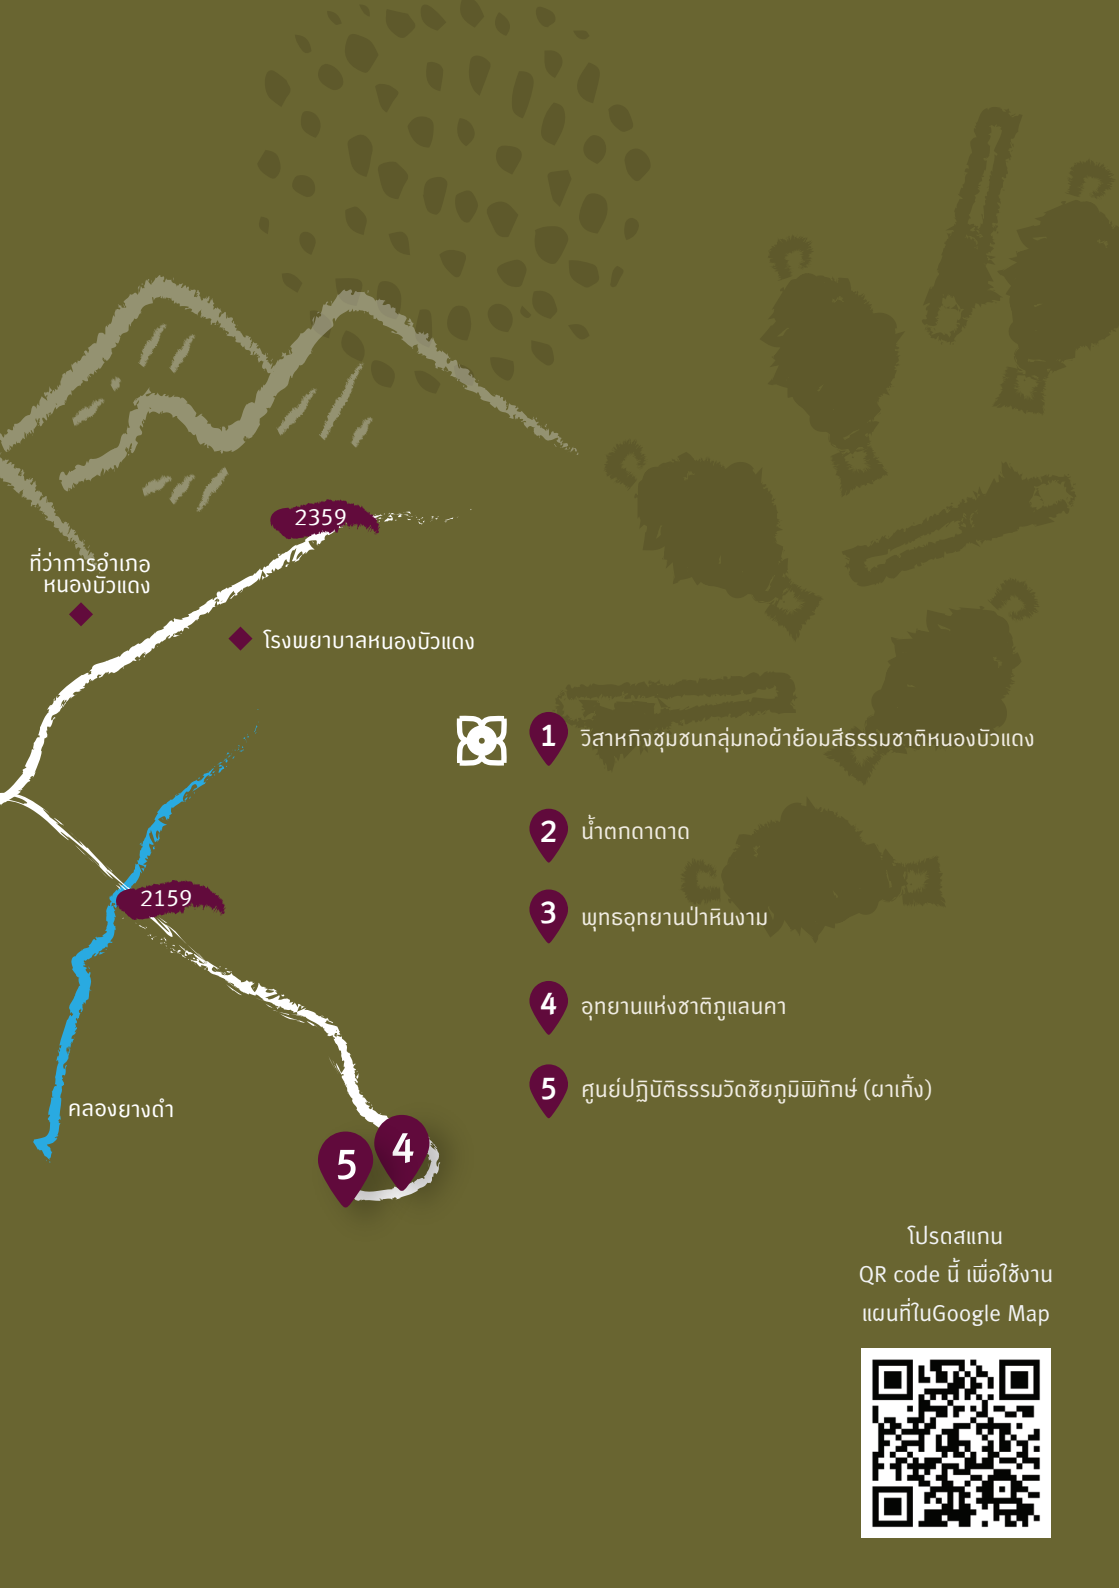 2359
ที่ว่าการอำเภอ
หนองบัวแดง
โรงพยาบาลหนองบัวแดง
1 วิสาหกิจชุมชนกลุ่มทอผ้าย้อมสีธรรมชาติหนองบัวแดง
2 น้ำตกดาดาด
2159
3 พุทธอุทยานป่าหินงาม
4 อุทยานแห่งชาติภูแลนคา
5 ศูนย์ปฏิบัติธรรมวัดชัยภูมิพิทักษ์ (ผาเกิ้ง)
คลองยางดำ
5
4
โปรดสแกน
QR code นี้ เพื่อใช้งาน
แผนที่ในGoogle Map